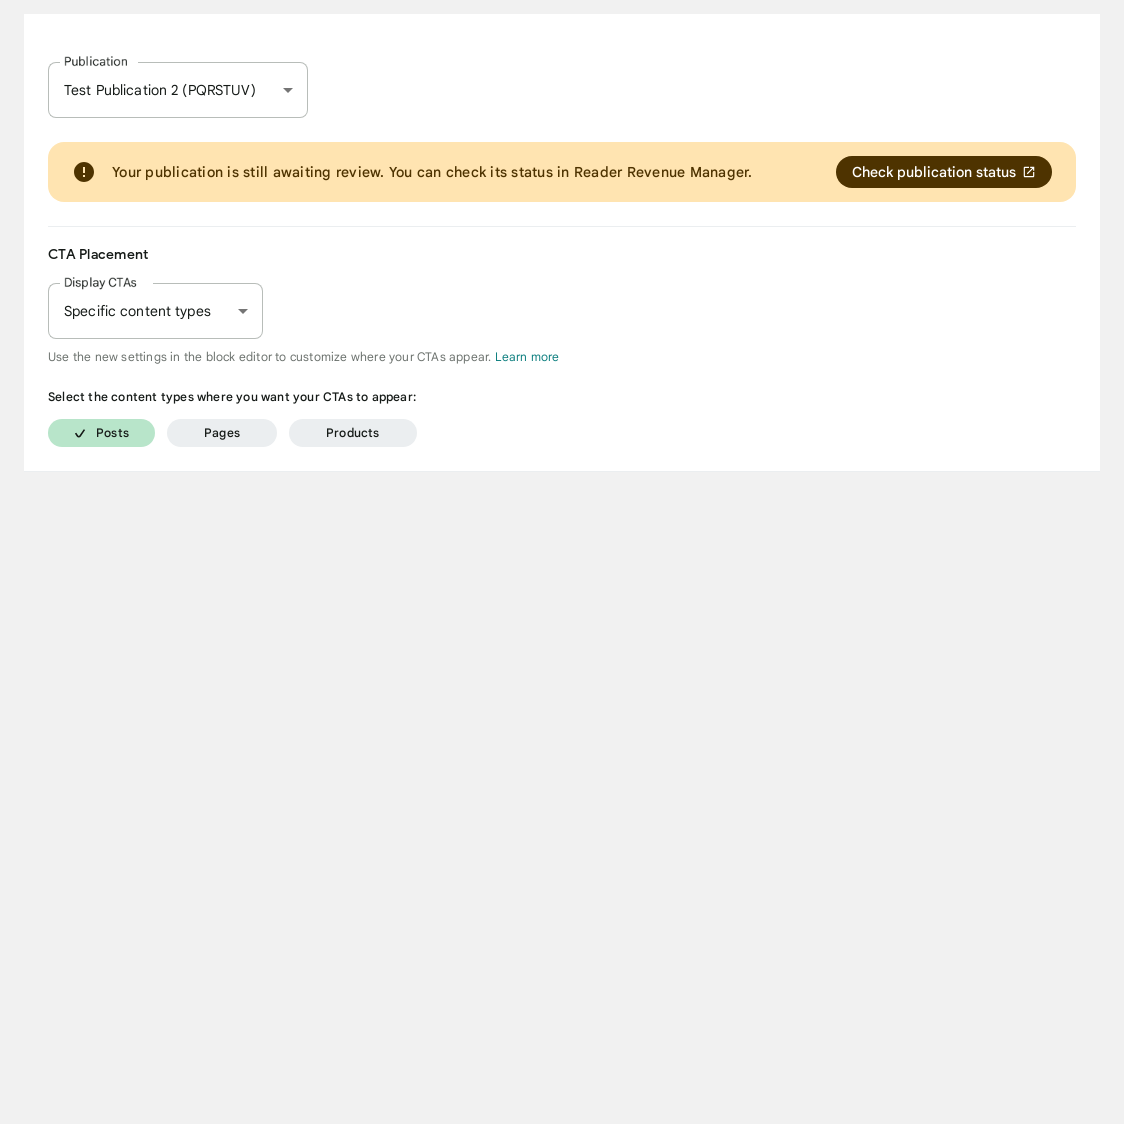 Publication
Test Publication 2 (PQRSTUV)
Your publication is still awaiting review. You can check its status in Reader Revenue Manager.
Check publication status
CTA Placement
Display CTAs
Specific content types
Use the new settings in the block editor to customize where your CTAs appear. Learn more
Select the content types where you want your CTAs to appear:
Posts Pages Products